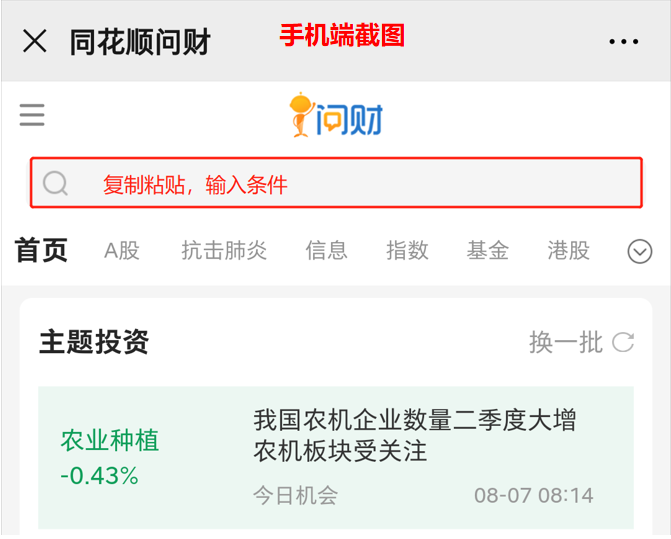 同花顺问财
手机端截图
问财
复制粘贴，输入条件
首页 A股 抗击肺炎 信息 指数 基金 港股
主题投资
换一批
农业种植
-0.43%
我国农机企业数量二季度大增
农机板块受关注
今日机会
08-07 08:14